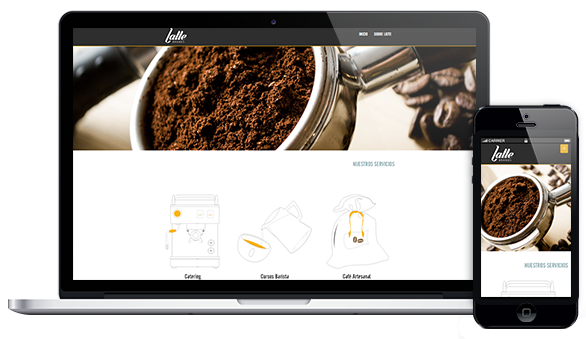 Latte
INICIO SOBRE LATTE
NUESTROS SERVICIOS
Catering
Cursos Barista
Café Artesanal
CARRIER
Latte
NUESTROS SERVICIOS